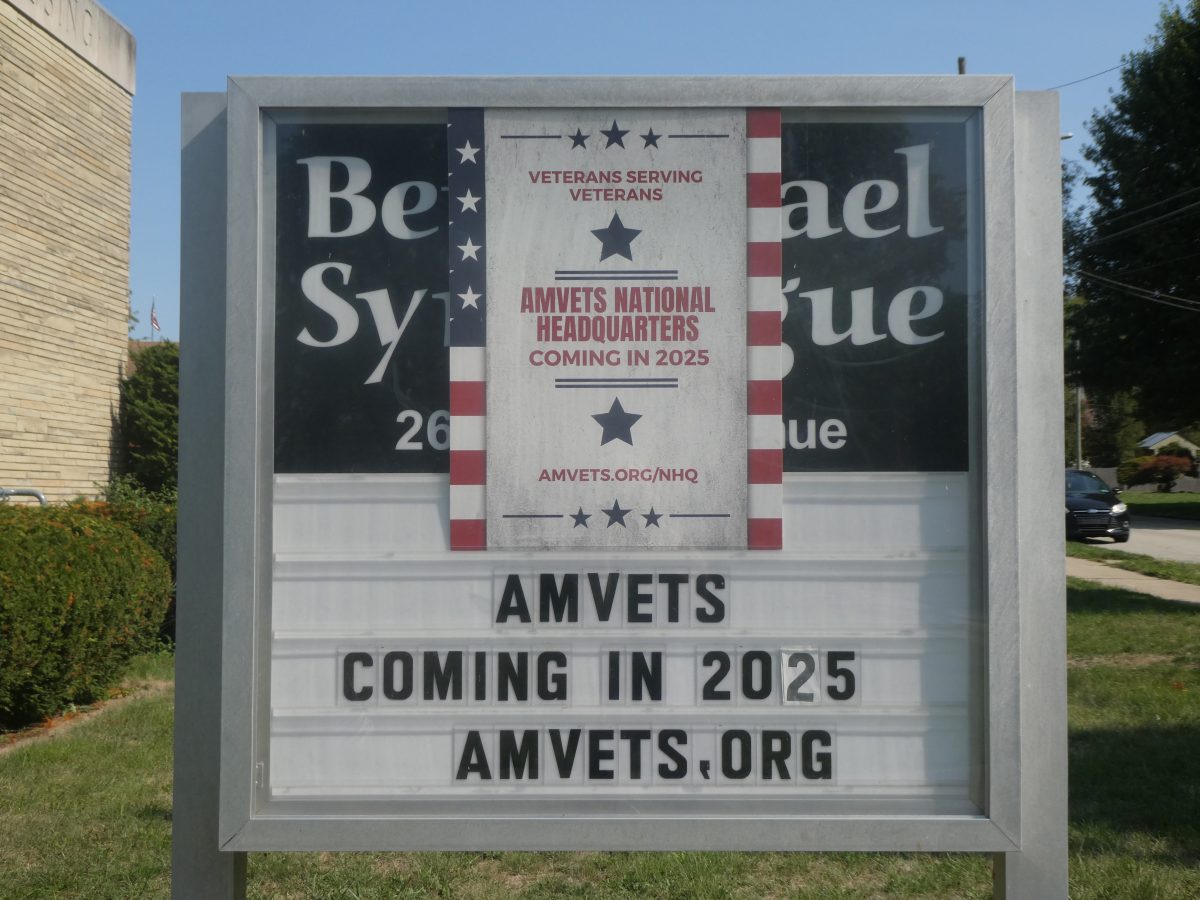 Be ael
Sy gue
26 ue
VETERANS SERVING
VETERANS
AMVETS NATIONAL
HEADQUARTERS
COMING IN 2025
AMVETS.ORG/NHQ
AMVETS
COMING IN 2025
AMVETS,ORG